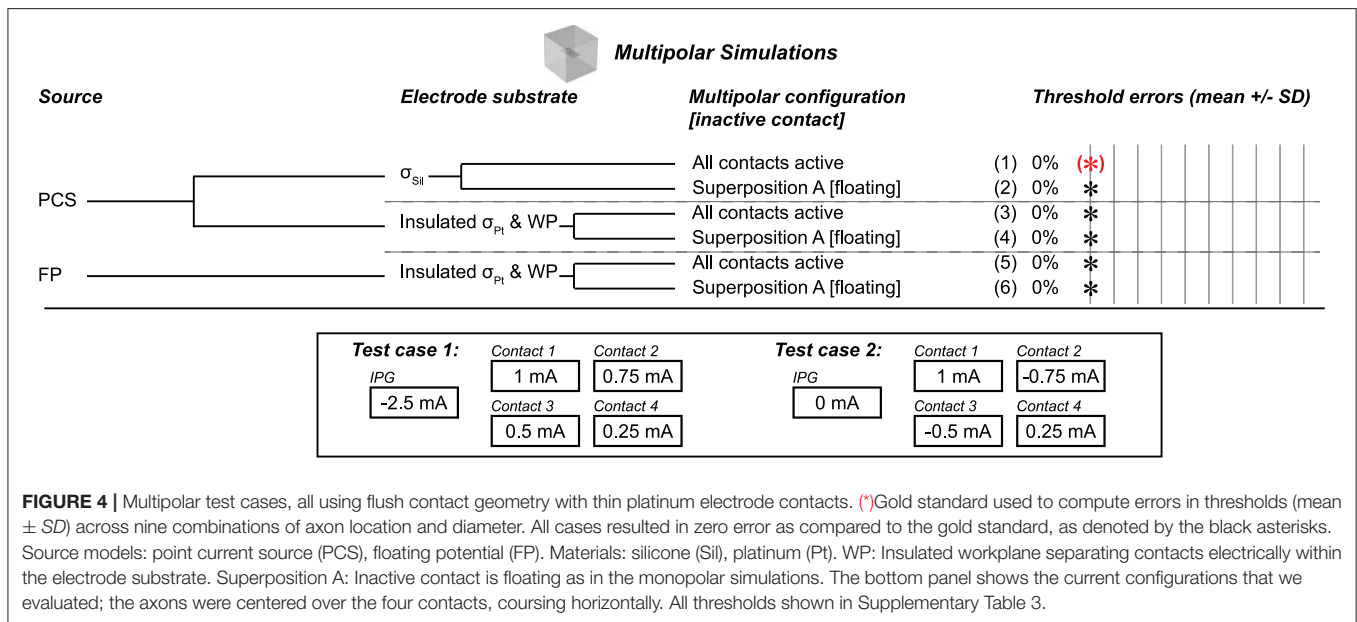 Multipolar Simulations
Source Electrode substrate Multipolar configuration [inactive contact] Threshold errors (mean +/- SD)
PCS
σSil
All contacts active (1) 0% (*)
Superposition A [floating] (2) 0% *
Insulated σPt & WP
All contacts active (3) 0% *
Superposition A [floating] (4) 0% *
FP
Insulated σPt & WP
All contacts active (5) 0% *
Superposition A [floating] (6) 0% *
Test case 1:
IPG
-2.5 mA
Contact 1 Contact 2
1 mA 0.75 mA
Contact 3 Contact 4
0.5 mA 0.25 mA
Test case 2:
IPG
0 mA
Contact 1 Contact 2
1 mA -0.75 mA
Contact 3 Contact 4
-0.5 mA 0.25 mA
FIGURE 4 | Multipolar test cases, all using flush contact geometry with thin platinum electrode contacts. (*)Gold standard used to compute errors in thresholds (mean
± SD) across nine combinations of axon location and diameter. All cases resulted in zero error as compared to the gold standard, as denoted by the black asterisks.
Source models: point current source (PCS), floating potential (FP). Materials: silicone (Sil), platinum (Pt). WP: Insulated workplane separating contacts electrically within
the electrode substrate. Superposition A: Inactive contact is floating as in the monopolar simulations. The bottom panel shows the current configurations that we
evaluated; the axons were centered over the four contacts, coursing horizontally. All thresholds shown in Supplementary Table 3.